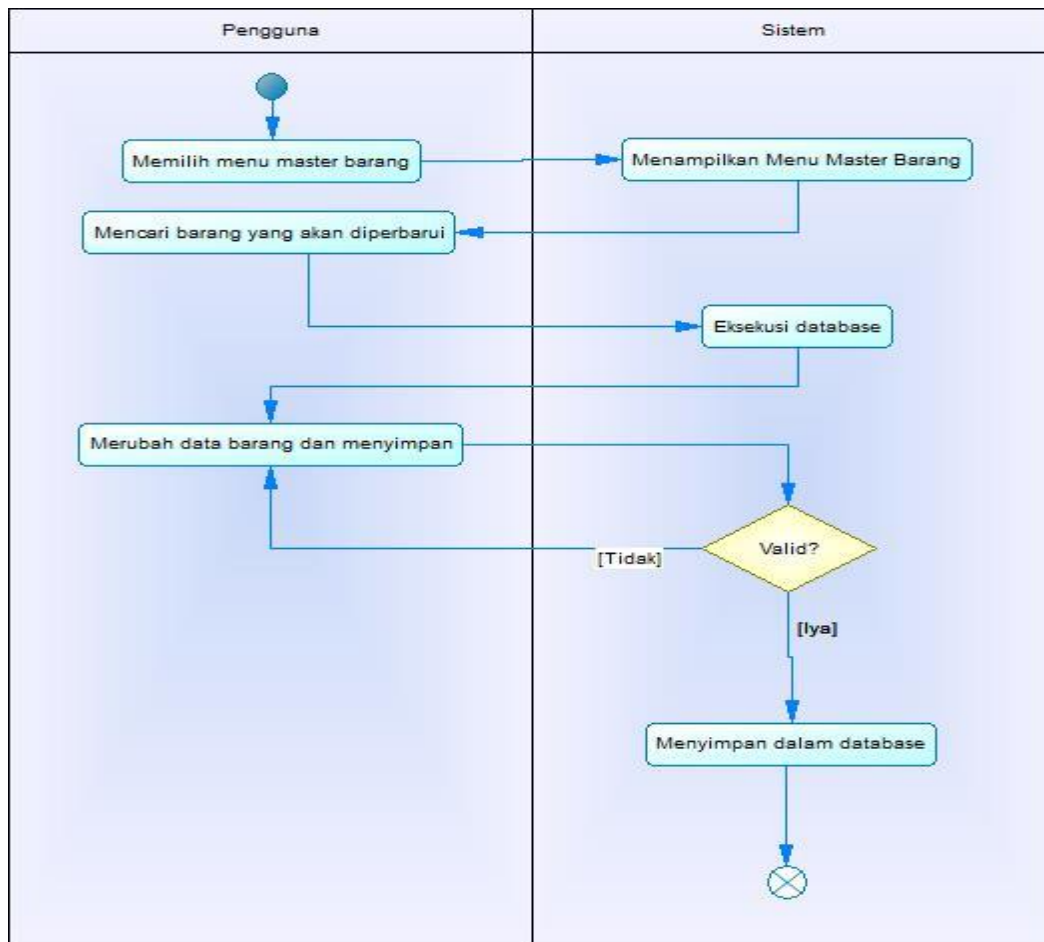 Pengguna
Sistem
Memilih menu master barang
Menampilkan Menu Master Barang
Mencari barang yang akan diperbarui
Eksekusi database
Merubah data barang dan menyimpan
Valid?
[Tidak]
[Iya]
Menyimpan dalam database